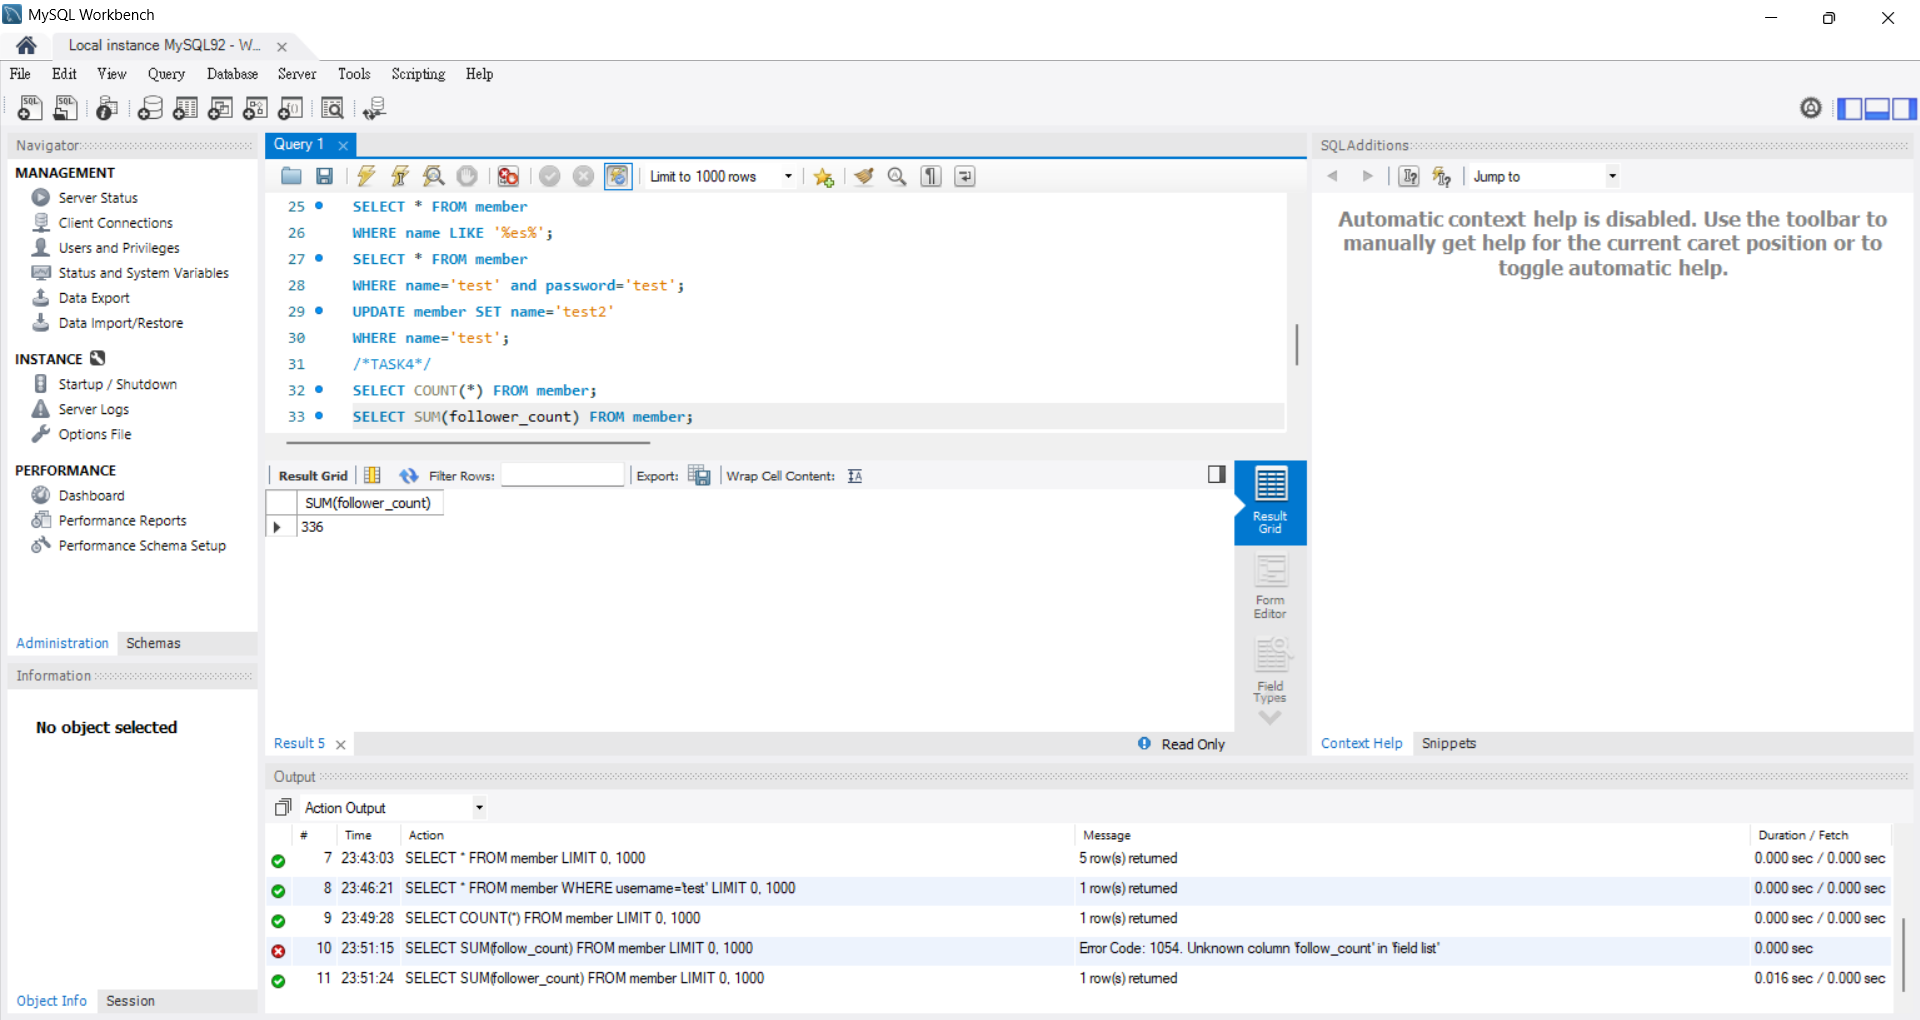 MySQL Workbench
Local instance MySQL92 - W...
File Edit View Query Database Server Tools Scripting Help
Navigator
MANAGEMENT
Server Status
Client Connections
Users and Privileges
Status and System Variables
Data Export
Data Import/Restore
INSTANCE
Startup / Shutdown
Server Logs
Options File
PERFORMANCE
Dashboard
Performance Reports
Performance Schema Setup
Administration Schemas
Information
No object selected
Object Info Session
Query 1
Limit to 1000 rows
25 SELECT * FROM member
26 WHERE name LIKE '%es%';
27 SELECT * FROM member
28 WHERE name='test' and password='test';
29 UPDATE member SET name='test2'
30 WHERE name='test';
31 /*TASK4*/
32 SELECT COUNT(*) FROM member;
33 SELECT SUM(follower_count) FROM member;
Result Grid Filter Rows: Export: Wrap Cell Content:
SUM(follower_count)
336
Result
Grid
Form
Editor
Field
Types
Result 5 Read Only
SQLAdditions
Jump to
Automatic context help is disabled. Use the toolbar to
manually get help for the current caret position or to
toggle automatic help.
Context Help Snippets
Output
Action Output
# Time Action Message Duration / Fetch
7 23:43:03 SELECT * FROM member LIMIT 0, 1000 5 row(s) returned 0.000 sec / 0.000 sec
8 23:46:21 SELECT * FROM member WHERE username='test' LIMIT 0, 1000 1 row(s) returned 0.000 sec / 0.000 sec
9 23:49:28 SELECT COUNT(*) FROM member LIMIT 0, 1000 1 row(s) returned 0.000 sec / 0.000 sec
10 23:51:15 SELECT SUM(follow_count) FROM member LIMIT 0, 1000 Error Code: 1054. Unknown column 'follow_count' in 'field list' 0.000 sec
11 23:51:24 SELECT SUM(follower_count) FROM member LIMIT 0, 1000 1 row(s) returned 0.016 sec / 0.000 sec